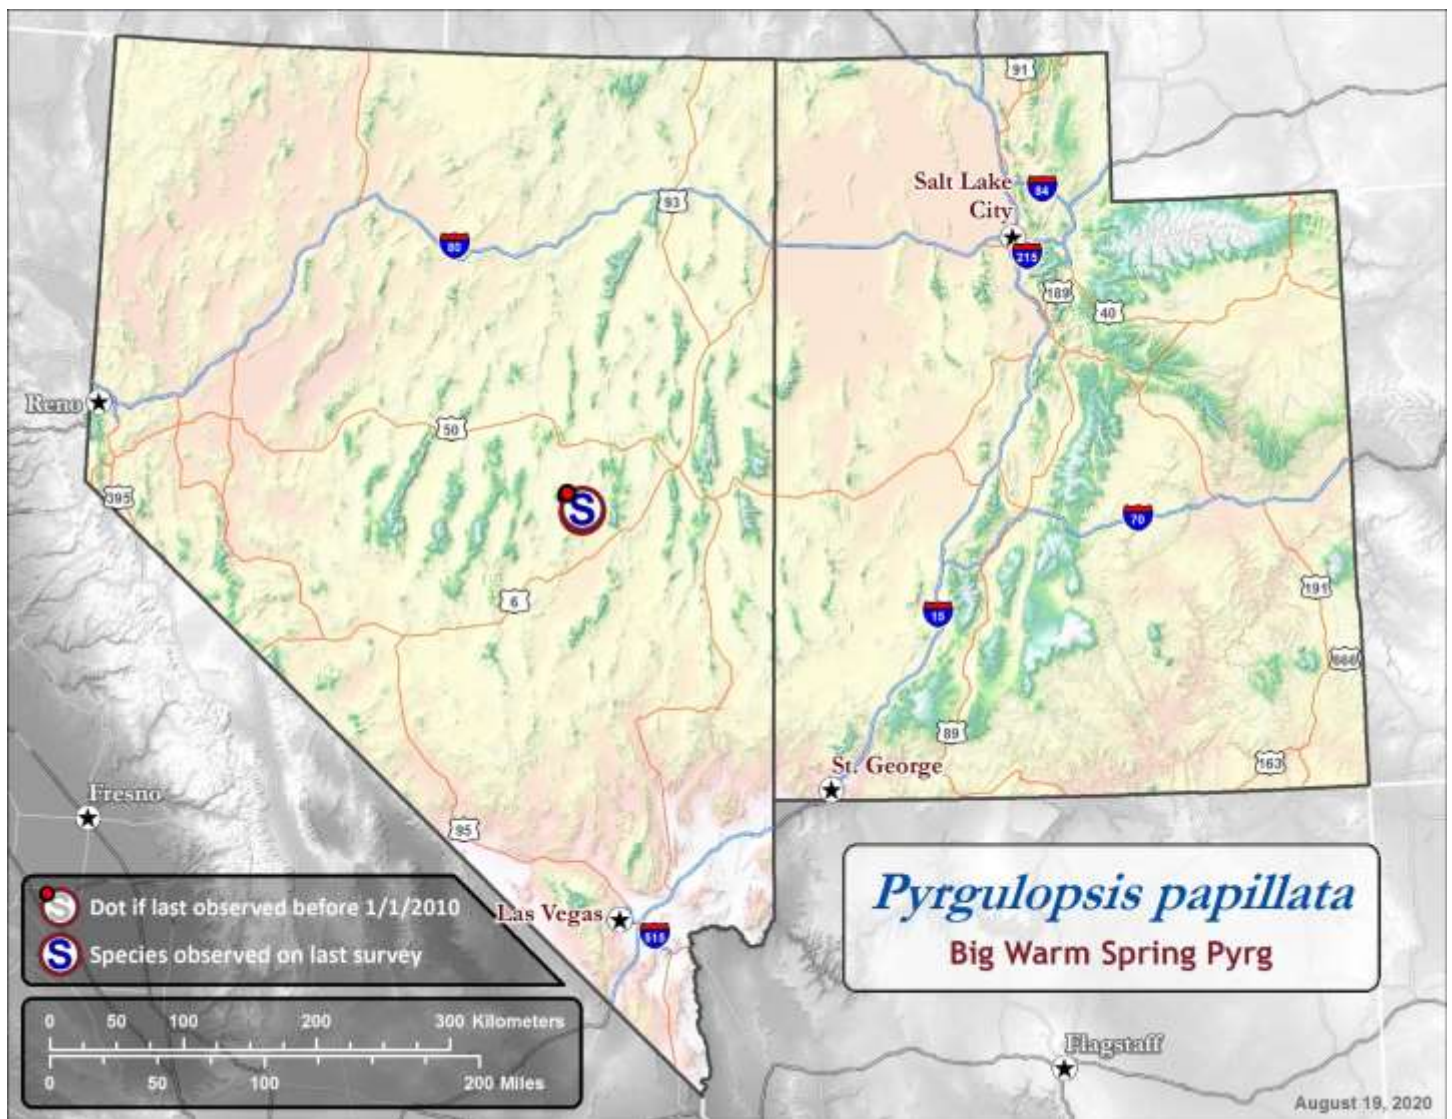 91
Salt Lake
City
84
93
80
215
189
40
Reno
50
395
S
70
6
191
15
666
89
163
St. George
Fresno
95
Las Vegas
515
Pyrgulopsis papillata
Big Warm Spring Pyrg
S Dot if last observed before 1/1/2010
S Species observed on last survey
0 50 100 200 300 Kilometers
0 50 100 200 Miles
Flagstaff
August 19, 2020